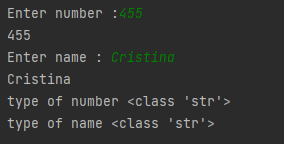 Enter number :455
455
Enter name : Cristina
Cristina
type of number <class 'str'>
type of name <class 'str'>